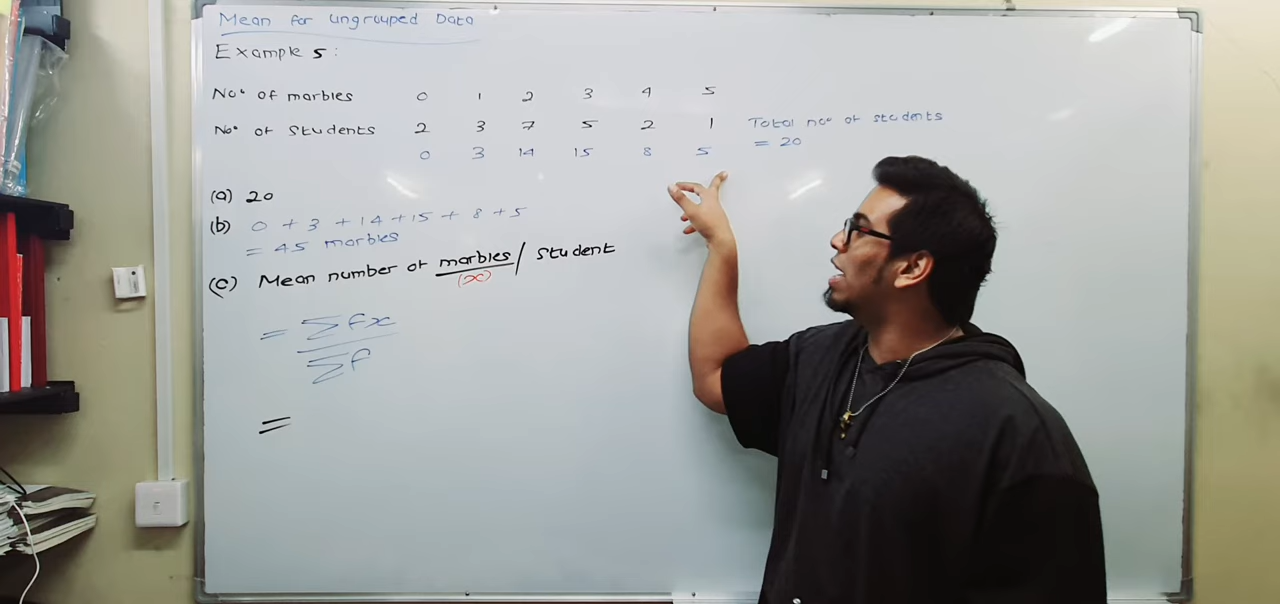 Mean for ungrouped Data
Example 5:
No° of marbles 0 1 2 3 4 5
No° of Students 2 3 7 5 2 1 Total no° of students
0 3 14 15 8 5 = 20
(a) 20
(b) 0 + 3 + 14 + 15 + 8 + 5
= 45 marbles
(c) Mean number of marbles / student
(x)
= Σfx
Σf
=